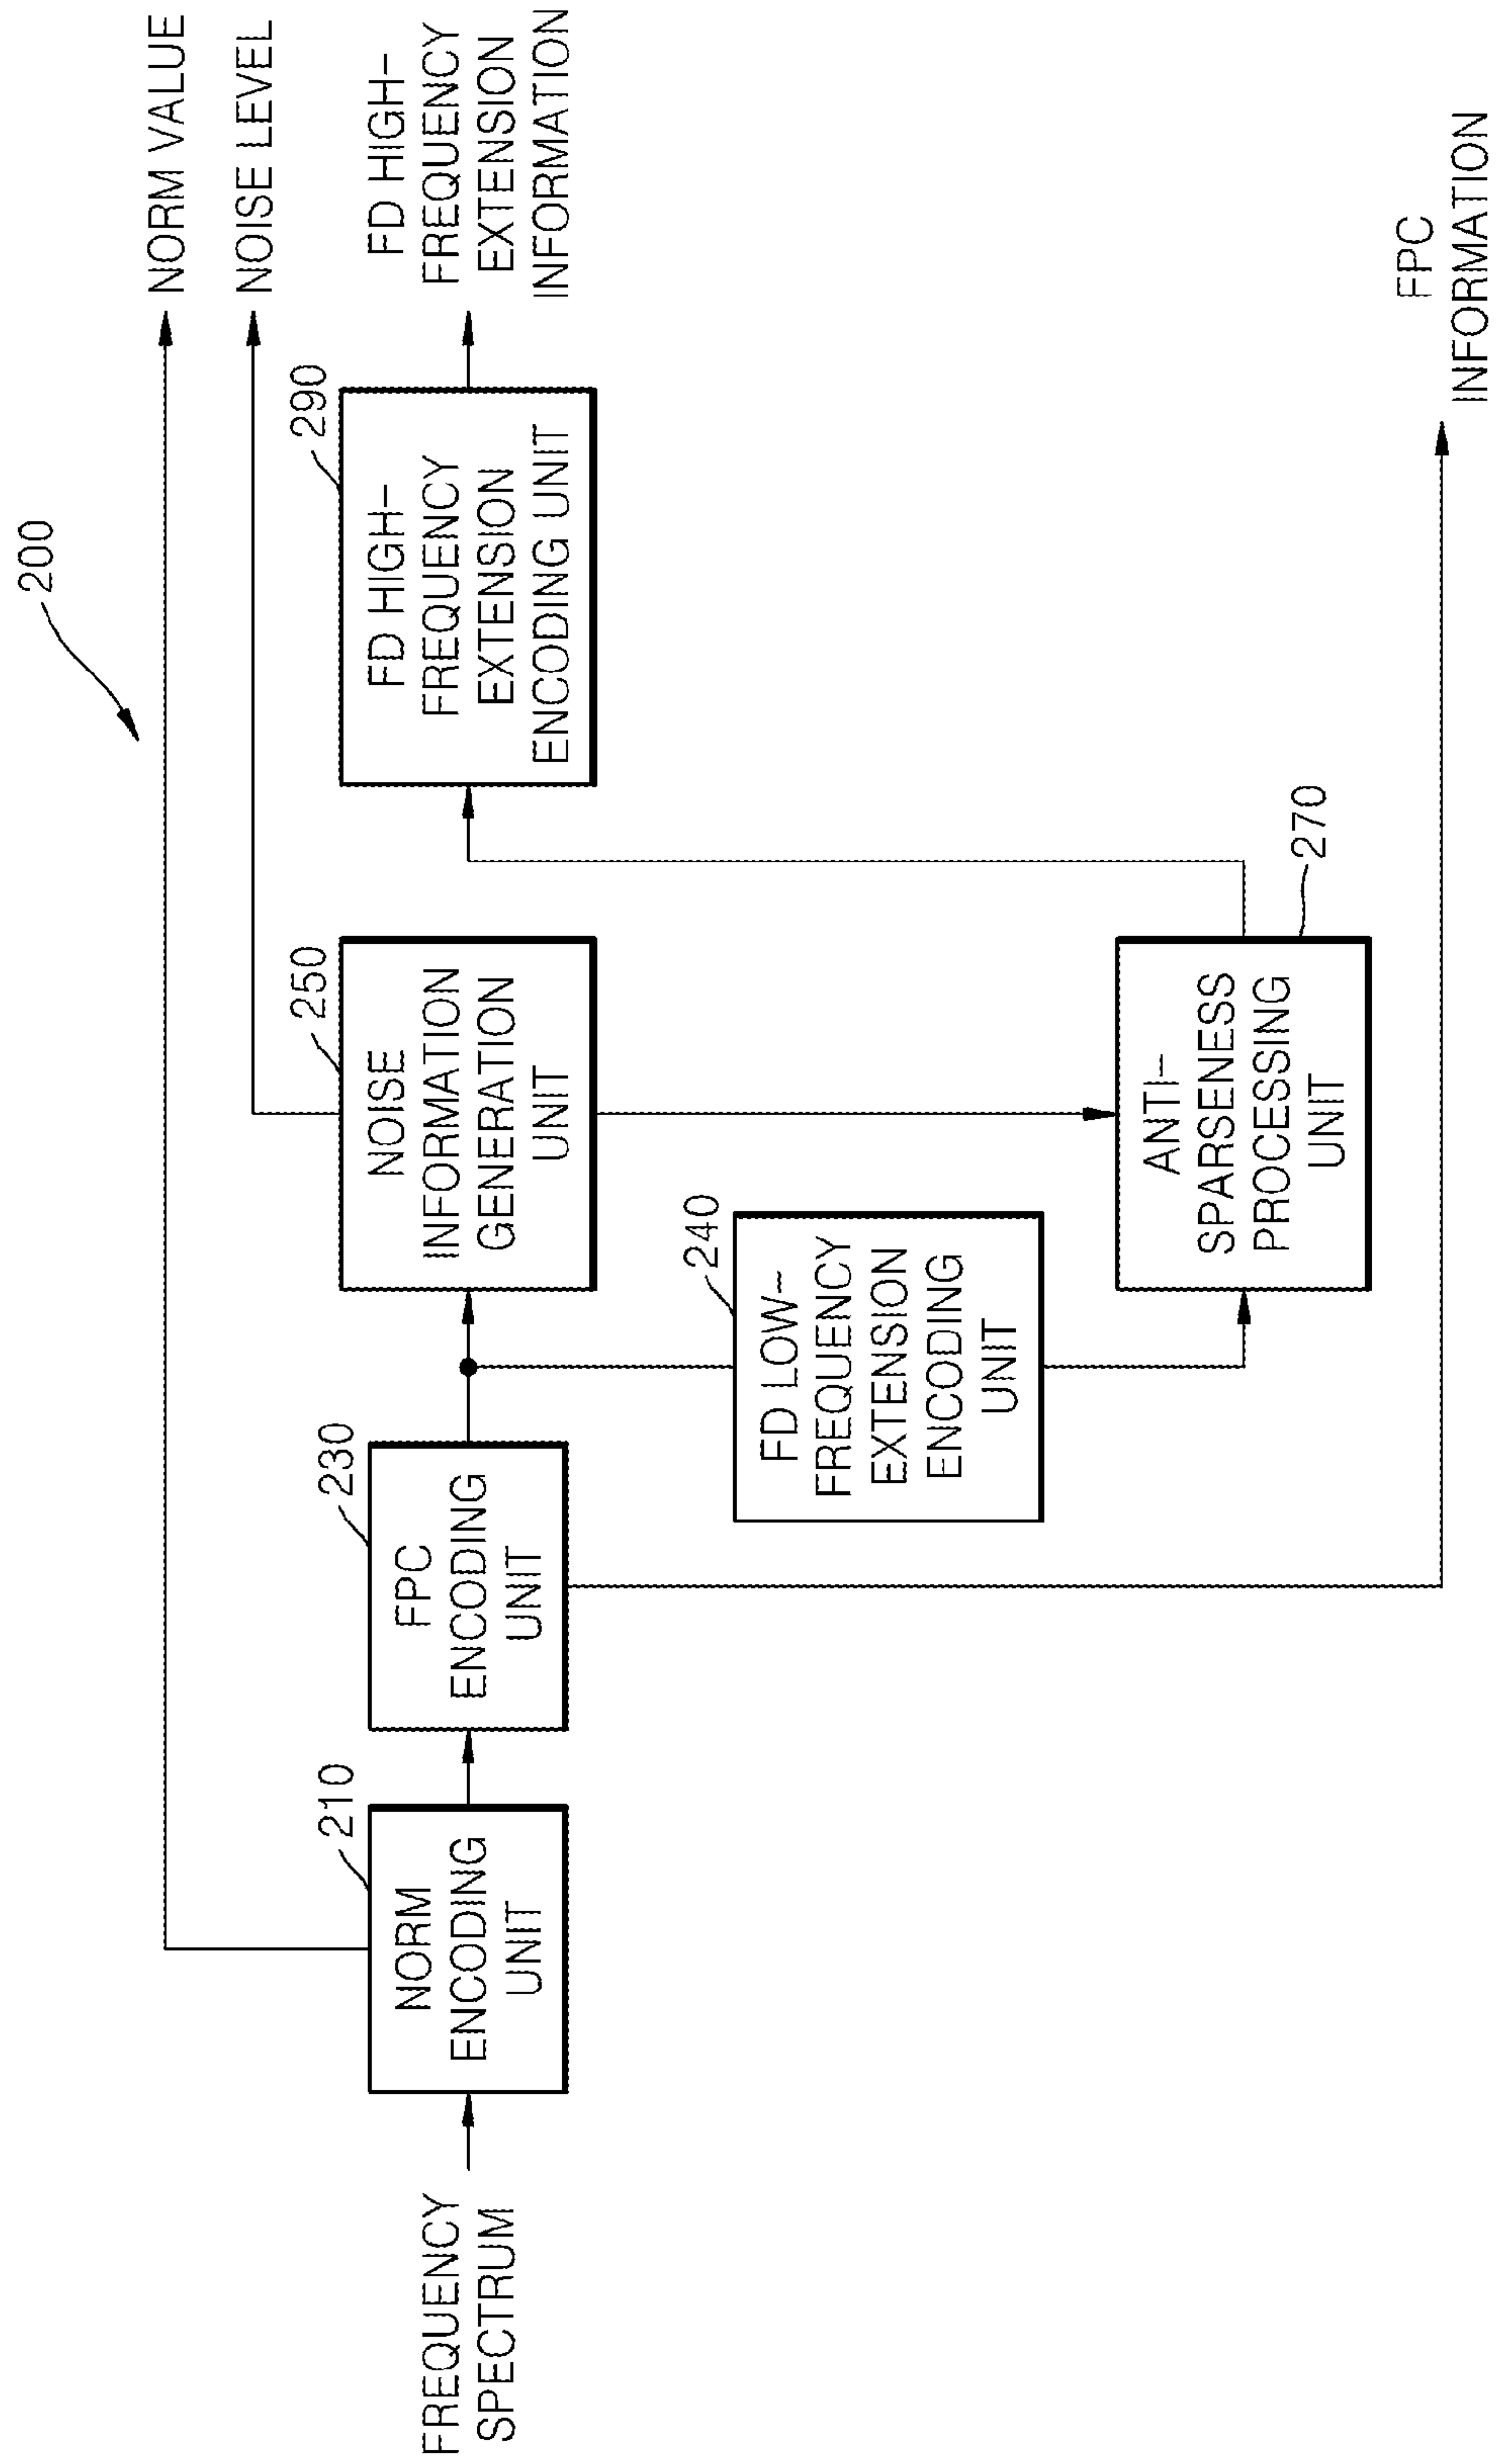 200
NORM VALUE
NOISE LEVEL
FD HIGH-
FREQUENCY
EXTENSION
INFORMATION
FREQUENCY
SPECTRUM
210
NORM
ENCODING
UNIT
230
FPC
ENCODING
UNIT
250
NOISE
INFORMATION
GENERATION
UNIT
290
FD HIGH-
FREQUENCY
EXTENSION
ENCODING UNIT
240
FD LOW-
FREQUENCY
EXTENSION
ENCODING
UNIT
ANTI-
SPARSENESS
PROCESSING
UNIT
270
FPC
INFORMATION